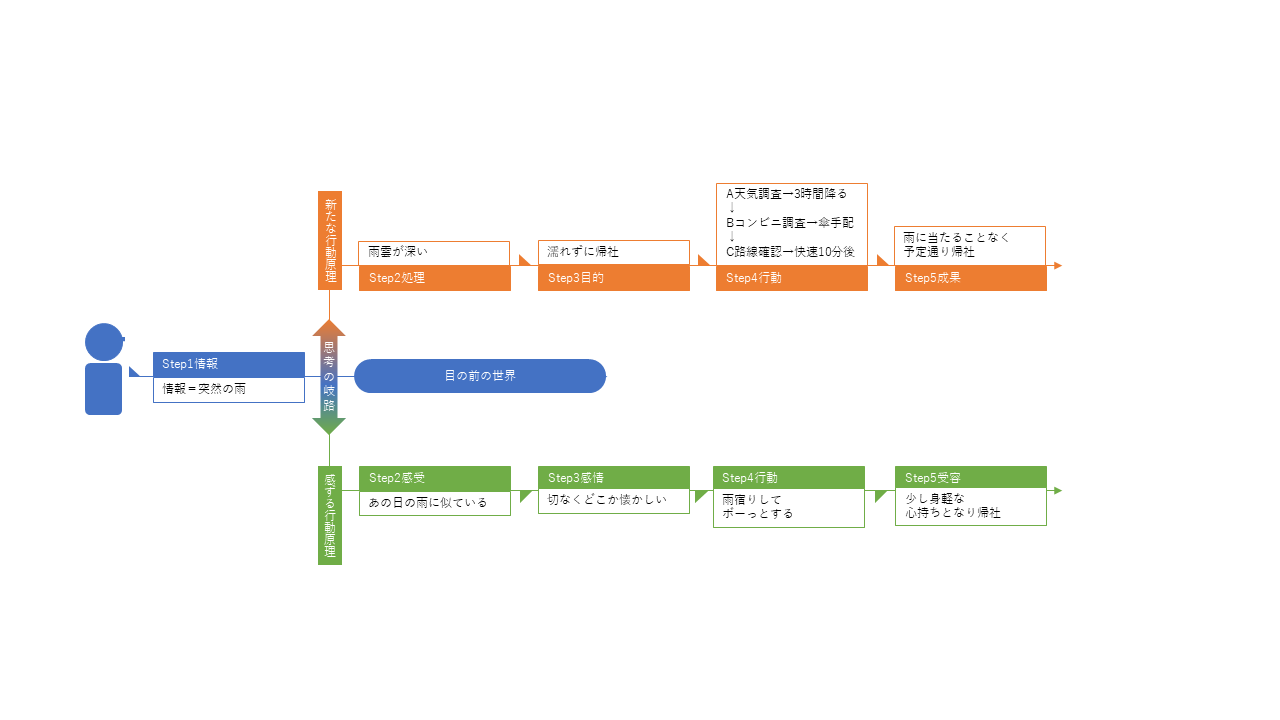 新たな行動原理
雨雲が深い
Step2処理
濡れずに帰社
Step3目的
A天気調査→3時間降る
↓
Bコンビニ調査→傘手配
↓
C路線確認→快速10分後
Step4行動
雨に当たることなく
予定通り帰社
Step5成果
Step1情報
情報＝突然の雨
思考の岐路
目の前の世界
感ずる行動原理
Step2感受
あの日の雨に似ている
Step3感情
切なくどこか懐かしい
Step4行動
雨宿りして
ボーっとする
Step5受容
少し身軽な
心持ちとなり帰社